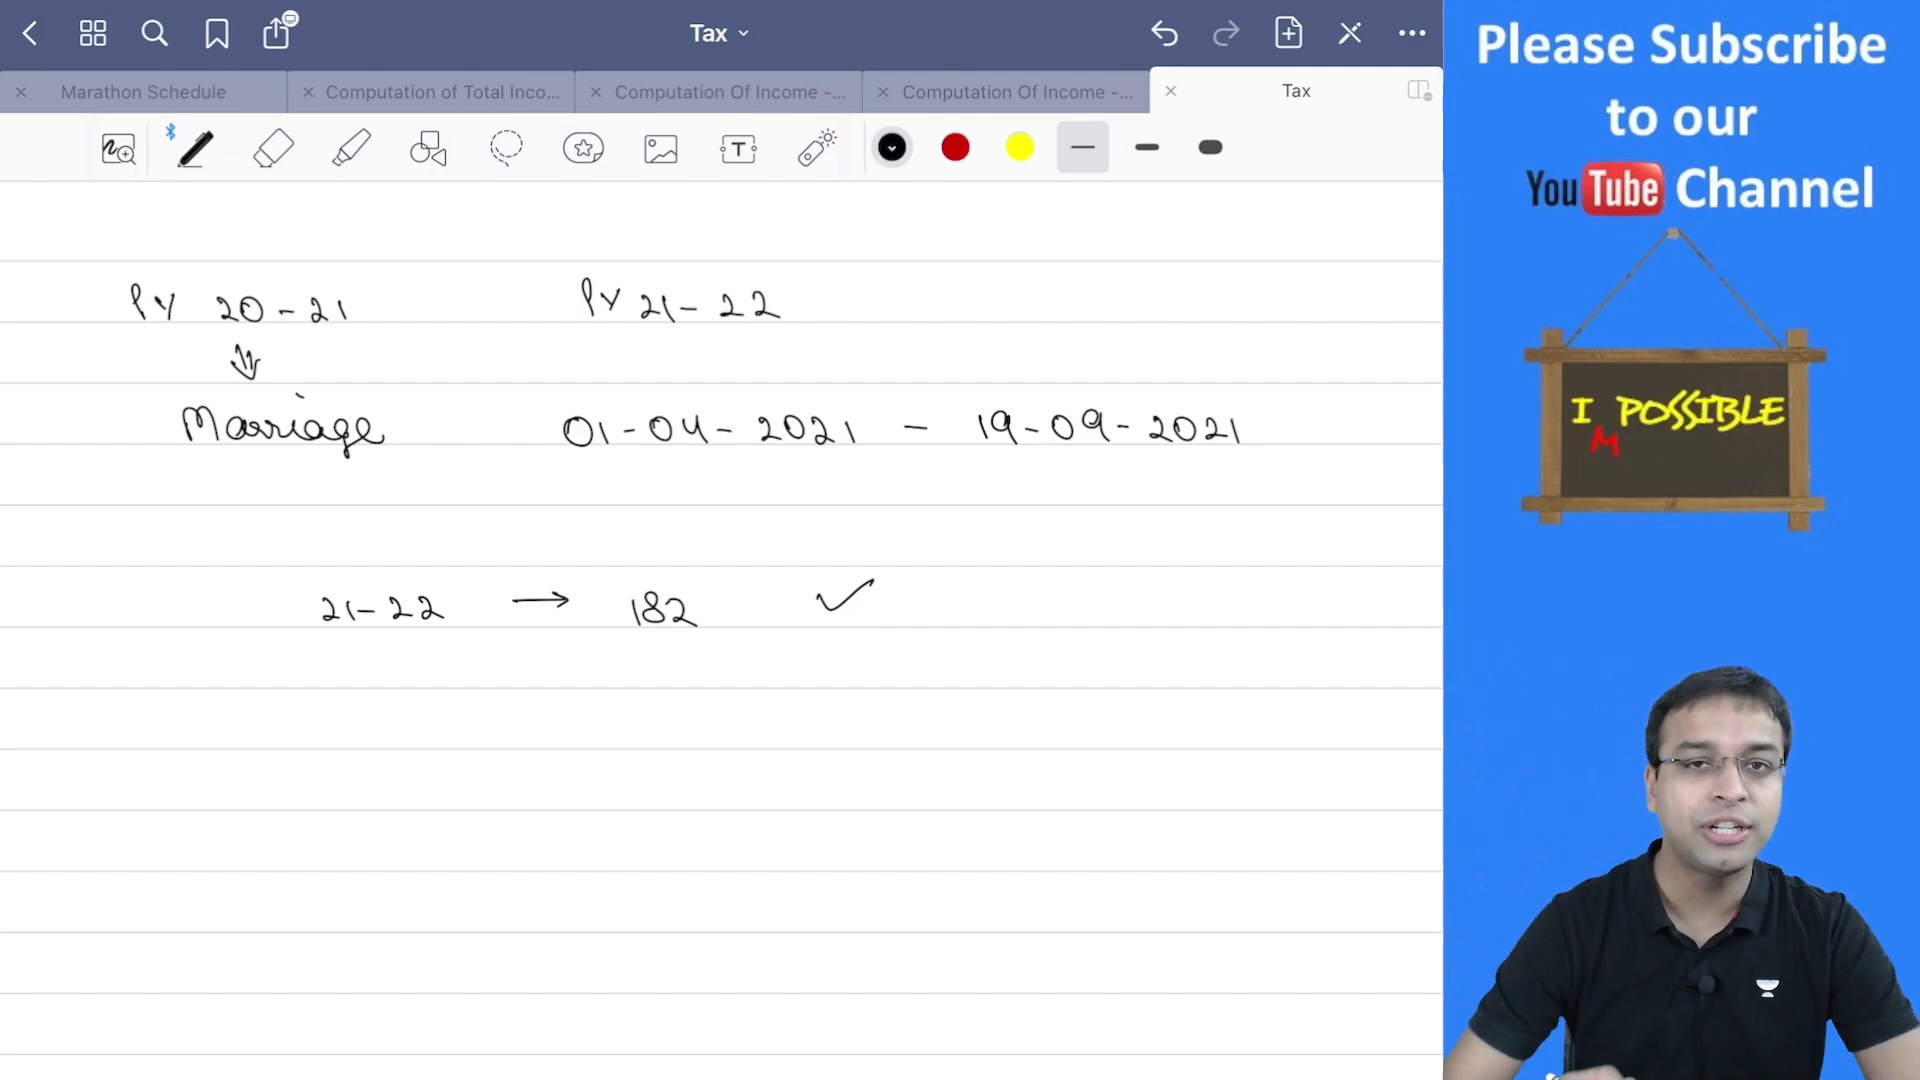 Tax
Marathon Schedule
Computation of Total Inco...
Computation Of Income -...
Computation Of Income -...
Tax
T
PY 20-21
PY 21-22
Marriage
01-04-2021 - 19-09-2021
21-22 → 182 ✓
Please Subscribe
to our
YouTube Channel
I POSSIBLE
M